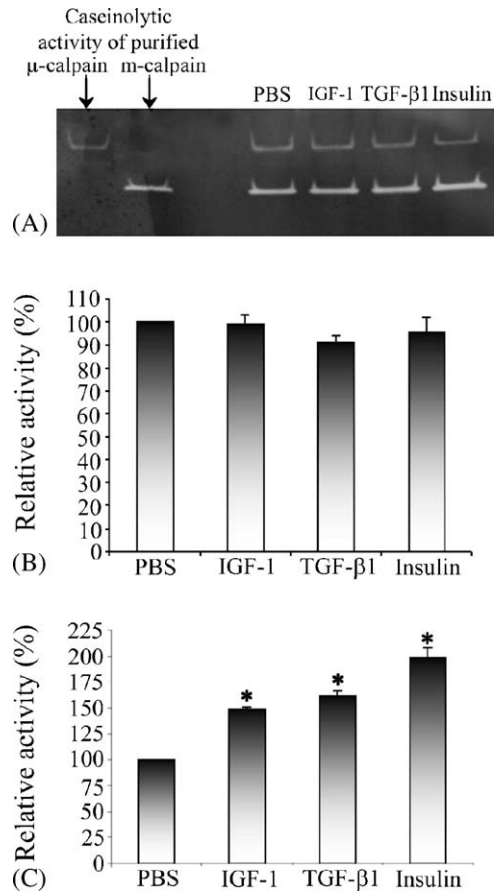 Caseinolytic
activity of purified
μ-calpain m-calpain
PBS IGF-1 TGF-β1 Insulin
(A)
Relative activity (%)
110
100
90
80
70
60
50
40
30
20
10
0
PBS IGF-1 TGF-β1 Insulin
(B)
Relative activity (%)
225
200
175
150
125
100
75
50
25
0
* * *
PBS IGF-1 TGF-β1 Insulin
(C)